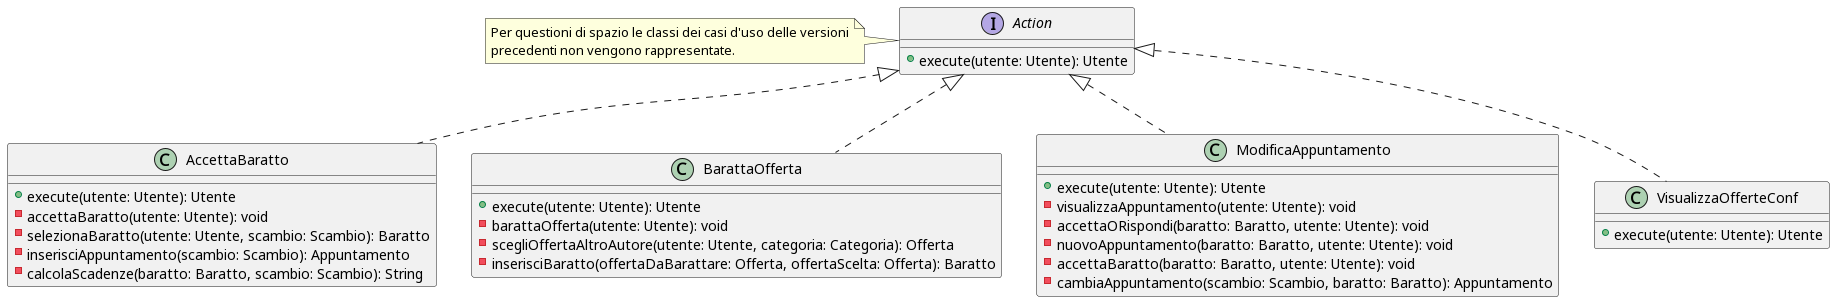 Per questioni di spazio le classi dei casi d'uso delle versioni
precedenti non vengono rappresentate.
I Action
execute(utente: Utente): Utente
C AccettaBaratto
execute(utente: Utente): Utente
accettaBaratto(utente: Utente): void
selezionaBaratto(utente: Utente, scambio: Scambio): Baratto
inserisciAppuntamento(scambio: Scambio): Appuntamento
calcolaScadenze(baratto: Baratto, scambio: Scambio): String
C BarattaOfferta
execute(utente: Utente): Utente
barattaOfferta(utente: Utente): void
scegliOffertaAltroAutore(utente: Utente, categoria: Categoria): Offerta
inserisciBaratto(offertaDaBarattare: Offerta, offertaScelta: Offerta): Baratto
C ModificaAppuntamento
execute(utente: Utente): Utente
visualizzaAppuntamento(utente: Utente): void
accettaORispondi(baratto: Baratto, utente: Utente): void
nuovoAppuntamento(baratto: Baratto, utente: Utente): void
accettaBaratto(baratto: Baratto, utente: Utente): void
cambiaAppuntamento(scambio: Scambio, baratto: Baratto): Appuntamento
C VisualizzaOfferteConf
execute(utente: Utente): Utente